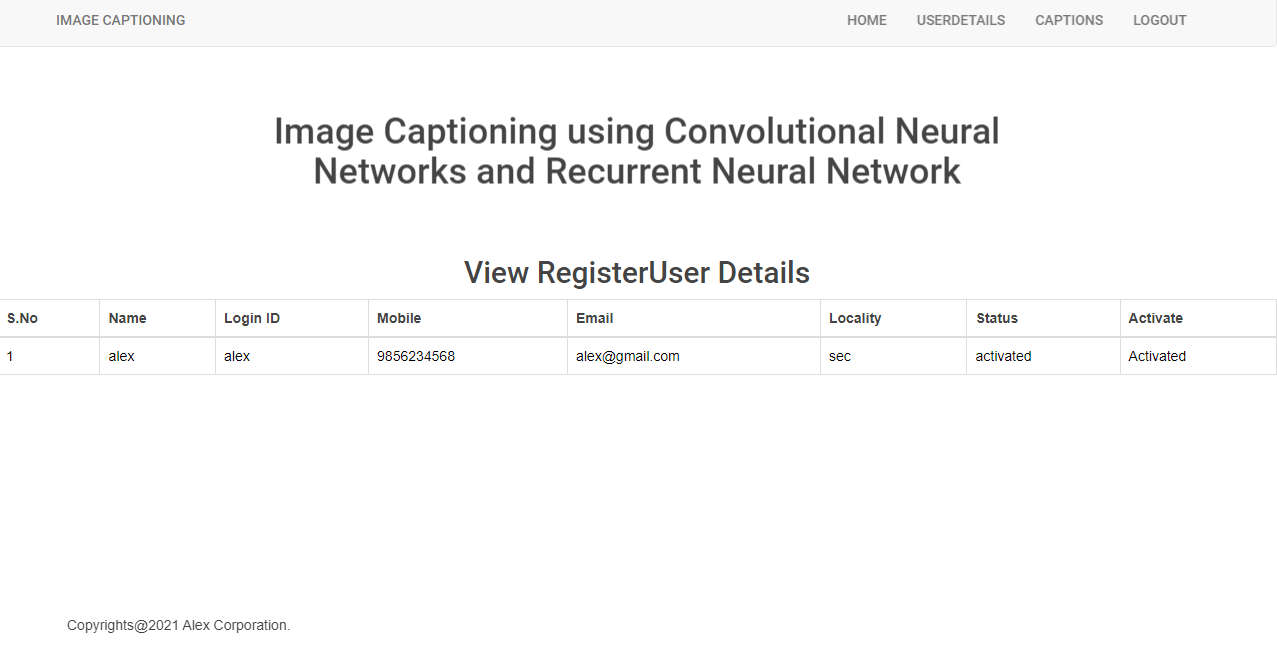 IMAGE CAPTIONING HOME USERDETAILS CAPTIONS LOGOUT
Image Captioning using Convolutional Neural
Networks and Recurrent Neural Network
View RegisterUser Details
S.No Name Login ID Mobile Email Locality Status Activate
1 alex alex 9856234568 alex@gmail.com sec activated Activated
Copyrights@2021 Alex Corporation.